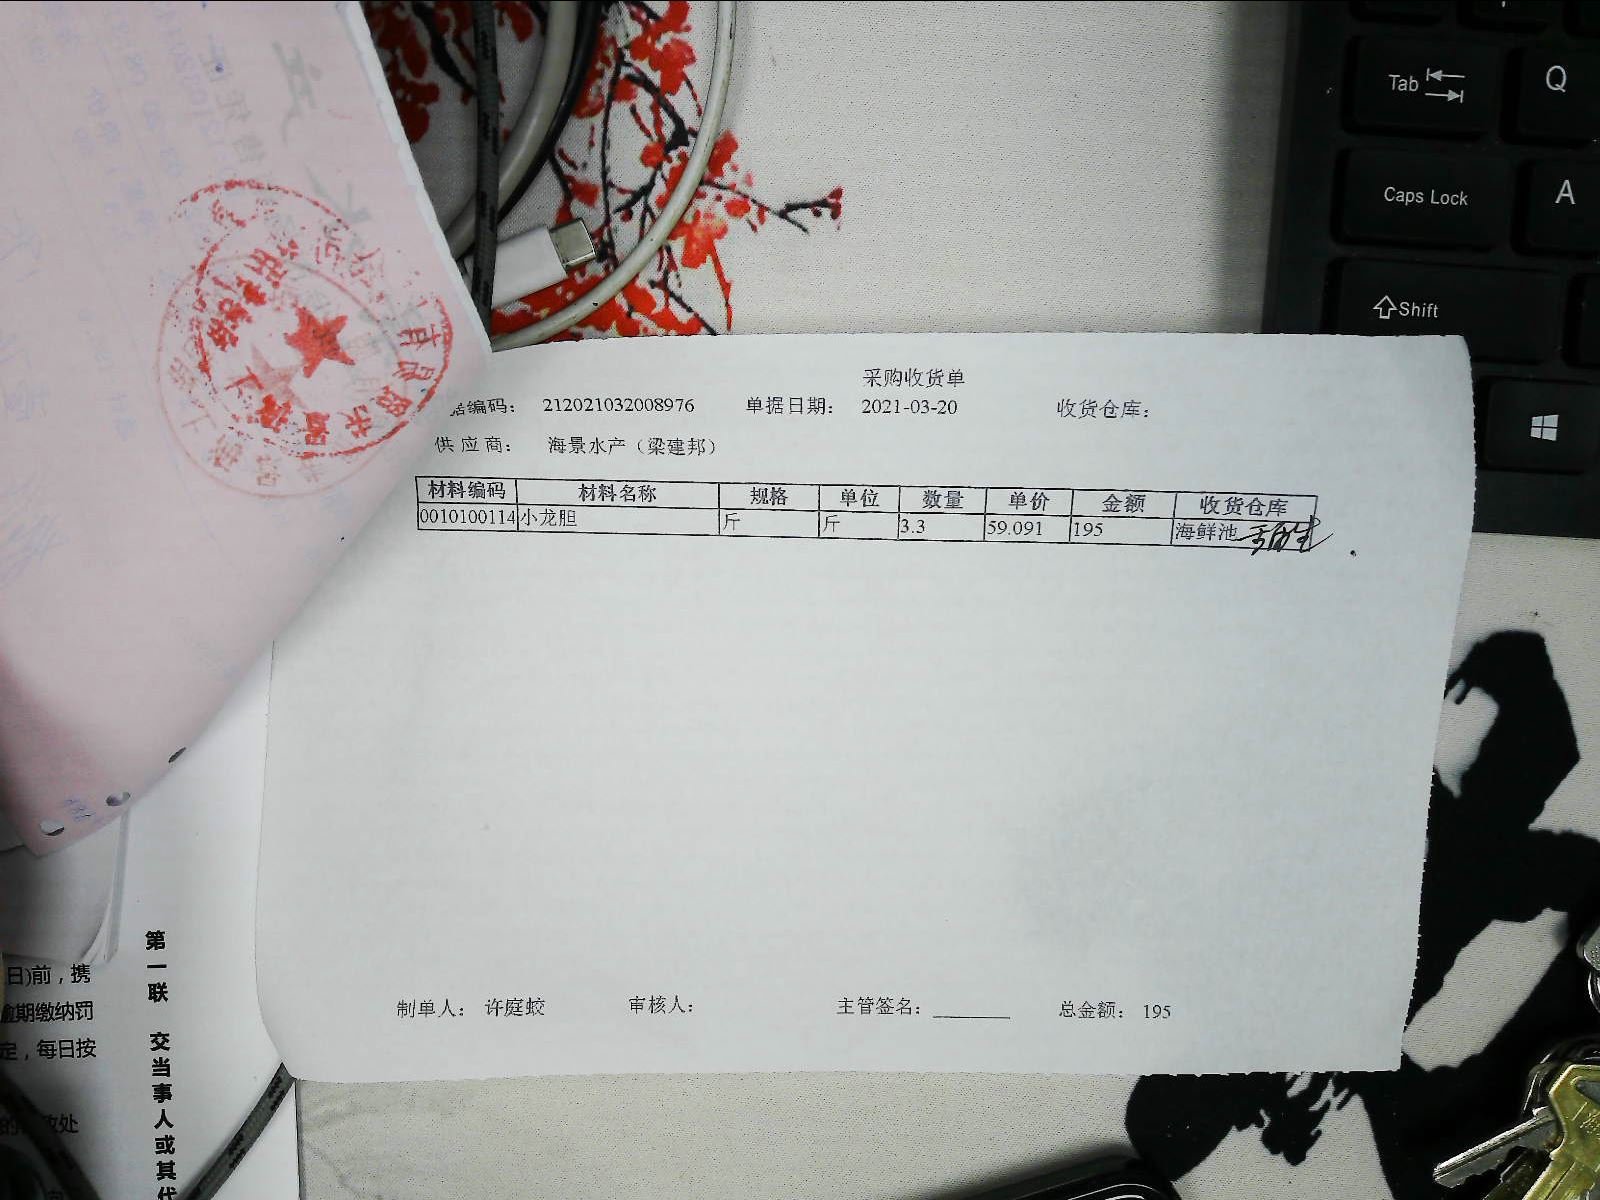 Tab
Q
Caps Lock
A
Shift
采购收货单
据编码: 212021032008976 单据日期: 2021-03-20 收货仓库:
供应商: 海景水产（梁建邦）
材料编码 材料名称 规格 单位 数量 单价 金额 收货仓库
0010100114 小龙胆 斤 斤 3.3 59.091 195 海鲜池
制单人: 许庭蛟 审核人: 主管签名: 总金额: 195
第一联 交当事人或其代
日)前，携
逾期缴纳罚
定，每日按